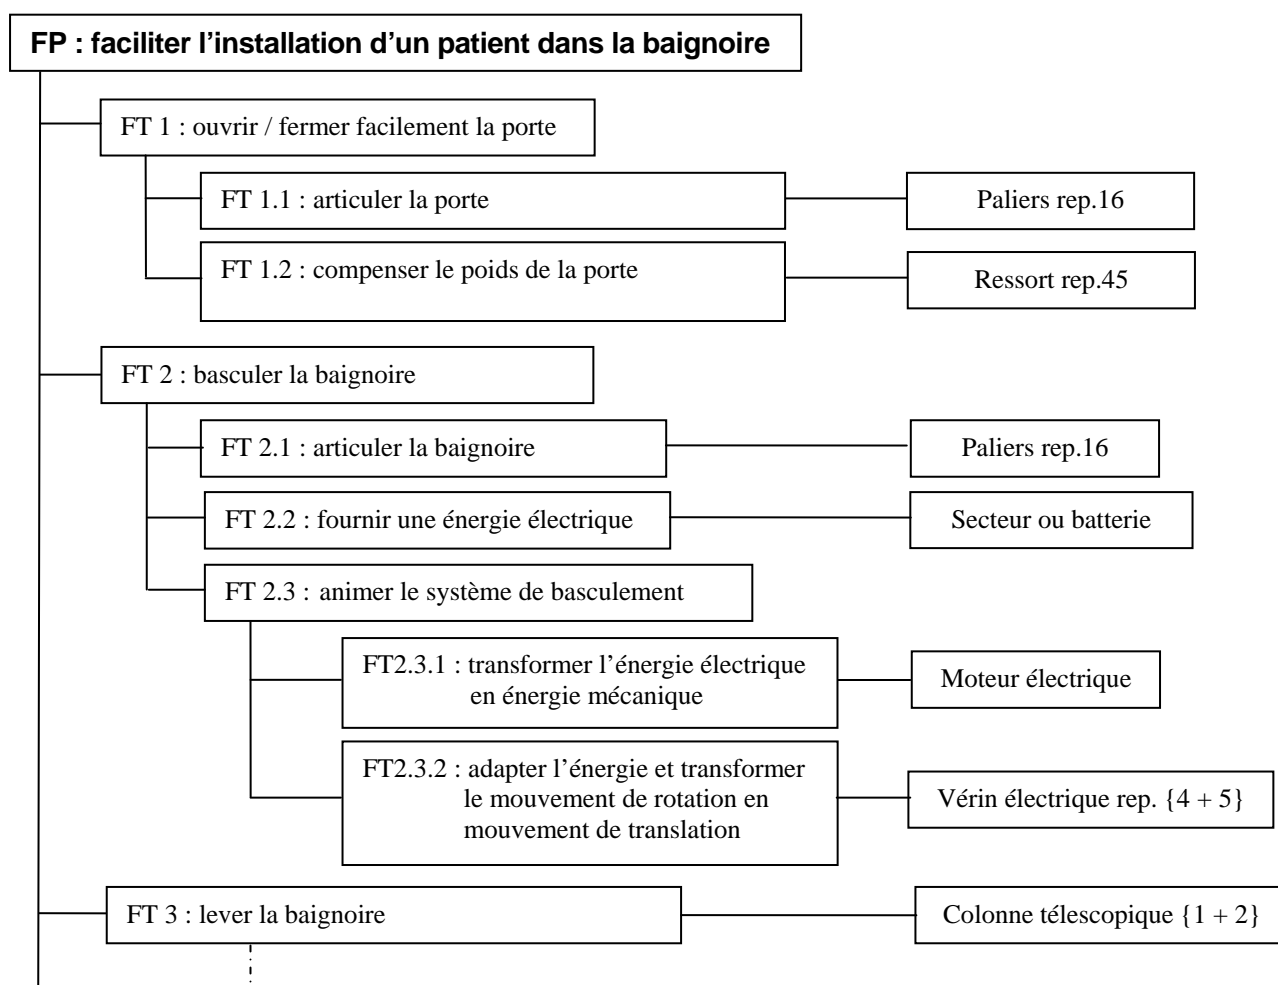 FP : faciliter l’installation d’un patient dans la baignoire
FT 1 : ouvrir / fermer facilement la porte
FT 1.1 : articuler la porte
Paliers rep.16
FT 1.2 : compenser le poids de la porte
Ressort rep.45
FT 2 : basculer la baignoire
FT 2.1 : articuler la baignoire
Paliers rep.16
FT 2.2 : fournir une énergie électrique
Secteur ou batterie
FT 2.3 : animer le système de basculement
FT2.3.1 : transformer l’énergie électrique
en énergie mécanique
Moteur électrique
FT2.3.2 : adapter l’énergie et transformer
le mouvement de rotation en
mouvement de translation
Vérin électrique rep. {4 + 5}
FT 3 : lever la baignoire
Colonne télescopique {1 + 2}